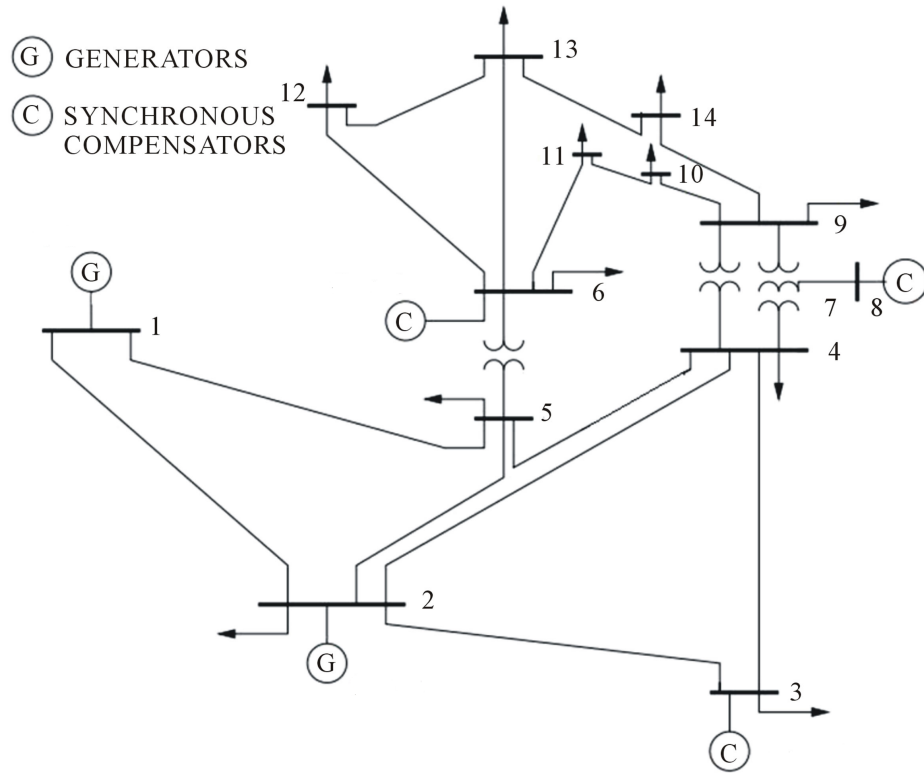 G GENERATORS
C SYNCHRONOUS
COMPENSATORS
13
12
14
11
10
9
G
C
6
7
8
C
1
4
5
2
G
3
C